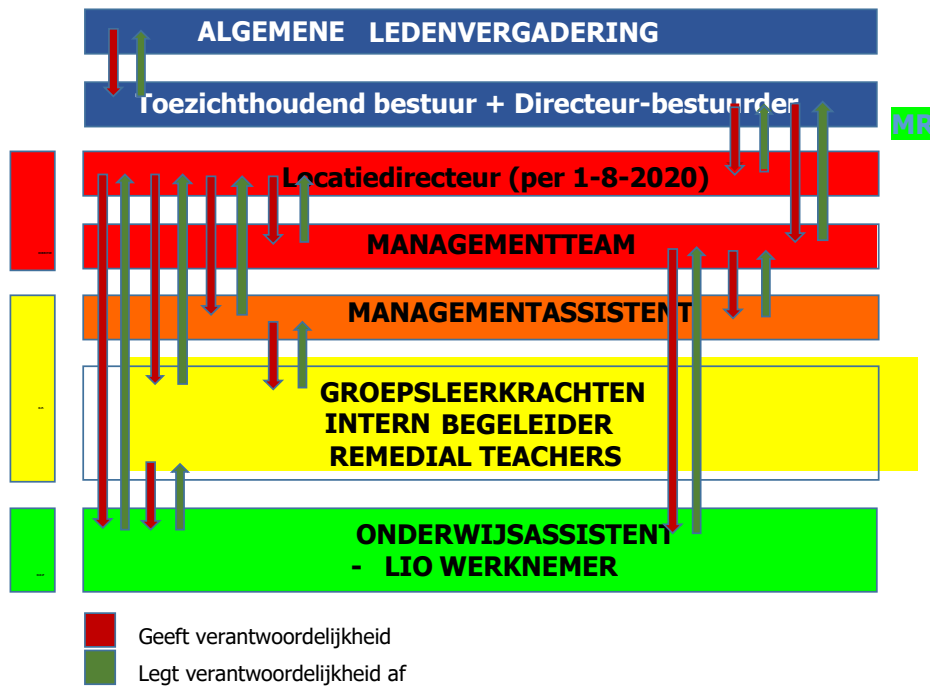 ALGEMENE LEDENVERGADERING
Toezichthoudend bestuur + Directeur-bestuurder
MR
Locatiedirecteur (per 1-8-2020)
MANAGEMENTTEAM
MANAGEMENTASSISTENT
GROEPSLEERKRACHTEN
INTERN BEGELEIDER
REMEDIAL TEACHERS
ONDERWIJSASSISTENT
- LIO WERKNEMER
Geeft verantwoordelijkheid
Legt verantwoordelijkheid af